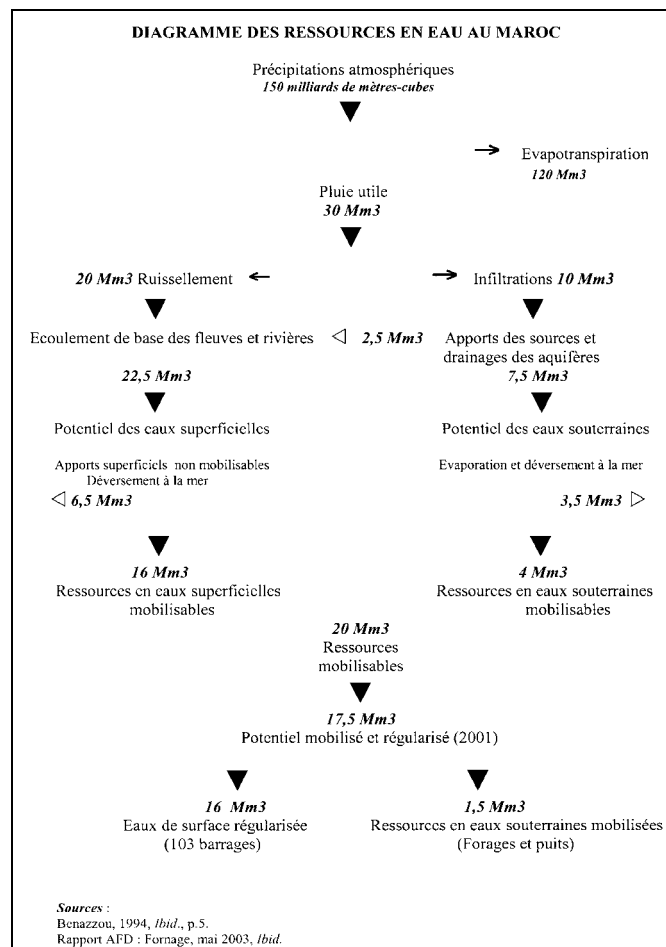 DIAGRAMME DES RESSOURCES EN EAU AU MAROC
Précipitations atmosphériques
150 milliards de mètres-cubes
Evapotranspiration
120 Mm3
Pluie utile
30 Mm3
20 Mm3 Ruissellement
Infiltrations 10 Mm3
Ecoulement de base des fleuves et rivières
2,5 Mm3
Apports des sources et
drainages des aquifères
22,5 Mm3
7,5 Mm3
Potentiel des eaux superficielles
Potentiel des eaux souterraines
Apports superficiels non mobilisables
Déversement à la mer
Evaporation et déversement à la mer
6,5 Mm3
3,5 Mm3
16 Mm3
Ressources en eaux superficielles
mobilisables
4 Mm3
Ressources en eaux souterraines
mobilisables
20 Mm3
Ressources
mobilisables
17,5 Mm3
Potentiel mobilisé et régularisé (2001)
16 Mm3
Eaux de surface régularisée
(103 barrages)
1,5 Mm3
Ressources en eaux souterraines mobilisées
(Forages et puits)
Sources :
Benazzou, 1994, Ibid., p.5.
Rapport AFD : Fornage, mai 2003, Ibid.